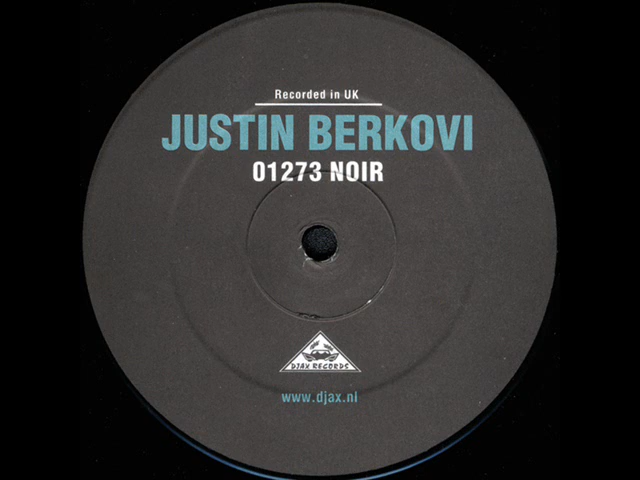 Recorded in UK
JUSTIN BERKOVI
01273 NOIR
DJAX RECORDS
www.djax.nl